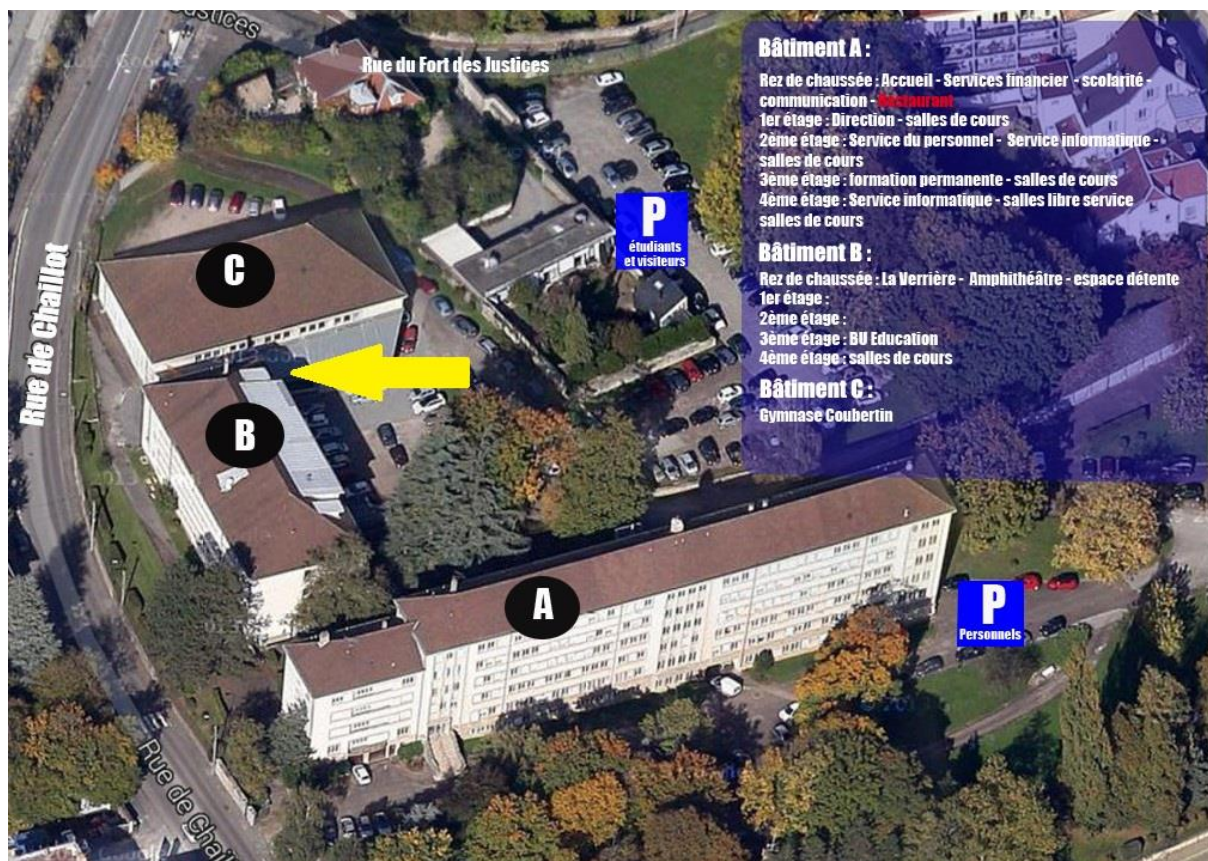 Justices
Rue du Fort des Justices
Rue de Chaillot
C
B
A
P
étudiants
et visiteurs
P
Personnels
Rue de Chai
Bâtiment A :
Rez de chaussée : Accueil - Services financier - scolarité -
communication - Restaurant
1er étage : Direction - salles de cours
2ème étage : Service du personnel - Service informatique -
salles de cours
3ème étage : formation permanente - salles de cours
4ème étage : Service informatique - salles libre service
salles de cours
Bâtiment B :
Rez de chaussée : La Verrière - Amphithéâtre - espace détente
1er étage :
2ème étage :
3ème étage : BU Education
4ème étage : salles de cours
Bâtiment C :
Gymnase Coubertin